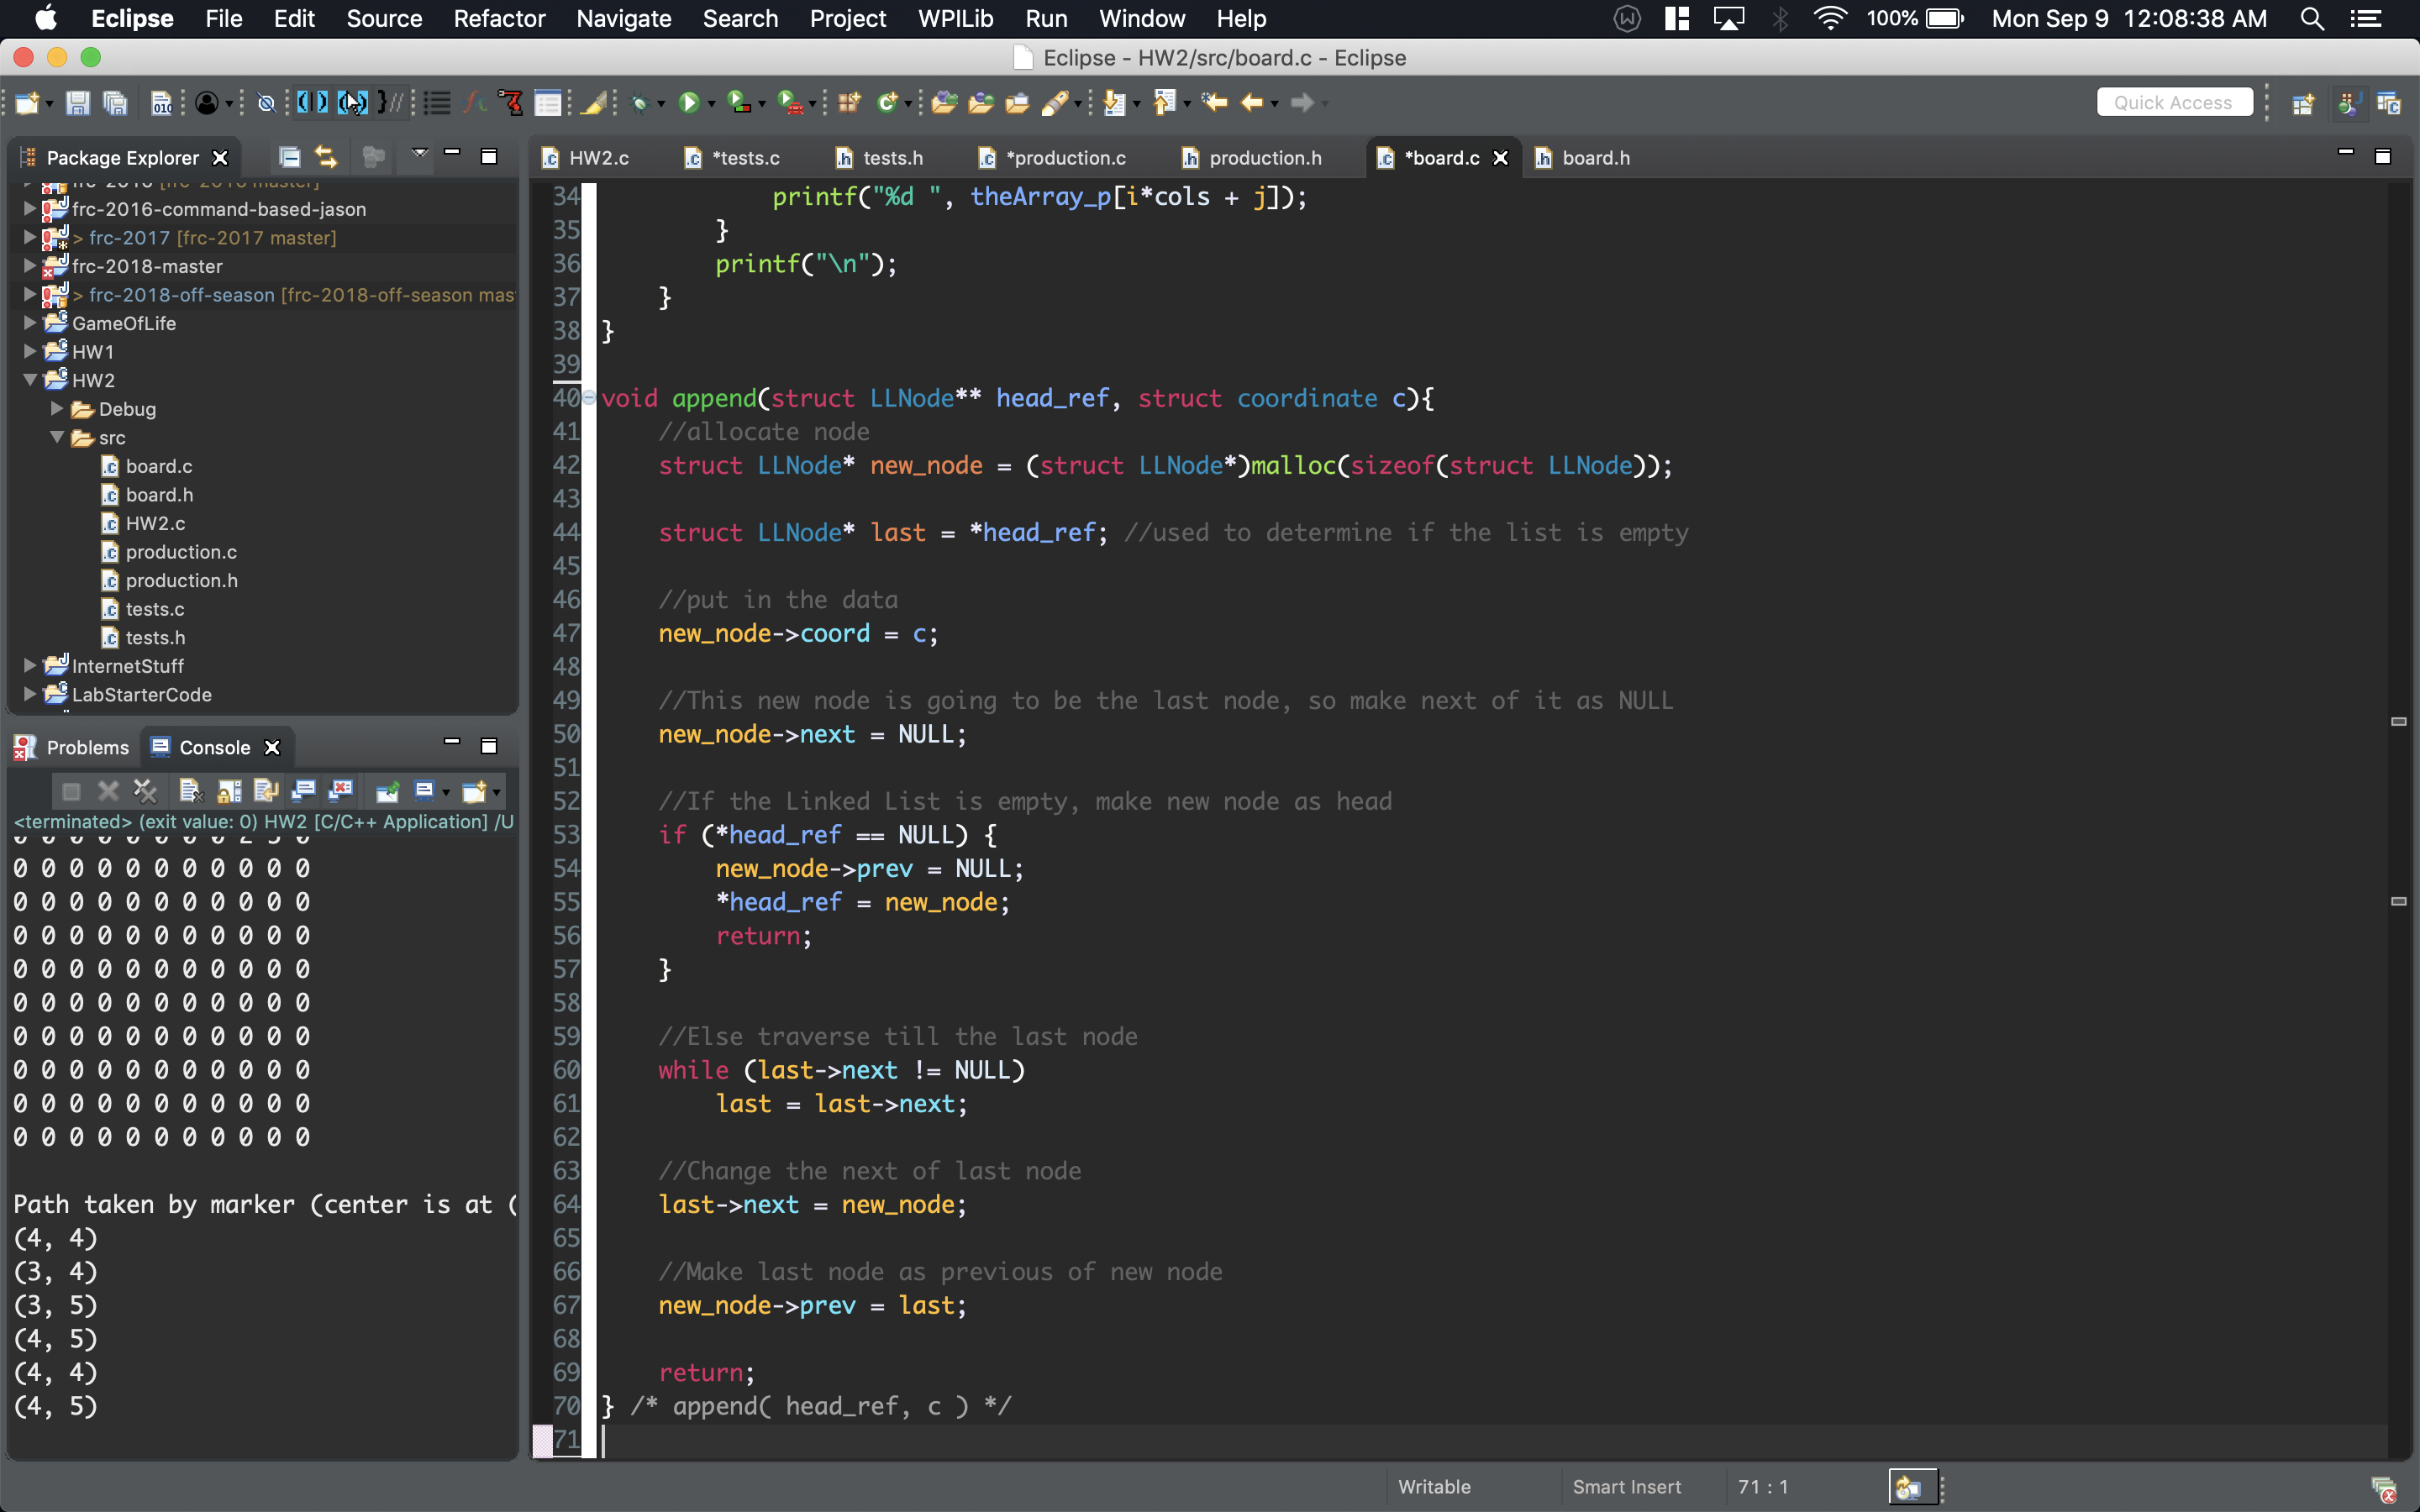 Eclipse File Edit Source Refactor Navigate Search Project WPILib Run Window Help 100% Mon Sep 9 12:08:38 AM
Eclipse - HW2/src/board.c - Eclipse
Quick Access
Package Explorer
frc-2016-command-based-jason
> frc-2017 [frc-2017 master]
frc-2018-master
> frc-2018-off-season [frc-2018-off-season mas
GameOfLife
HW1
HW2
Debug
src
board.c
board.h
HW2.c
production.c
production.h
tests.c
tests.h
InternetStuff
LabStarterCode
Problems Console
<terminated> (exit value: 0) HW2 [C/C++ Application] /U
0 0 0 0 0 0 0 0 2 3 0
0 0 0 0 0 0 0 0 0 0 0
0 0 0 0 0 0 0 0 0 0 0
0 0 0 0 0 0 0 0 0 0 0
0 0 0 0 0 0 0 0 0 0 0
0 0 0 0 0 0 0 0 0 0 0
0 0 0 0 0 0 0 0 0 0 0
0 0 0 0 0 0 0 0 0 0 0
0 0 0 0 0 0 0 0 0 0 0
0 0 0 0 0 0 0 0 0 0 0
Path taken by marker (center is at (
(4, 4)
(3, 4)
(3, 5)
(4, 5)
(4, 4)
(4, 5)
HW2.c *tests.c tests.h *production.c production.h *board.c board.h
34 printf("%d ", theArray_p[i*cols + j]);
35 }
36 printf("\n");
37 }
38 }
39
40 void append(struct LLNode** head_ref, struct coordinate c){
41 //allocate node
42 struct LLNode* new_node = (struct LLNode*)malloc(sizeof(struct LLNode));
43
44 struct LLNode* last = *head_ref; //used to determine if the list is empty
45
46 //put in the data
47 new_node->coord = c;
48
49 //This new node is going to be the last node, so make next of it as NULL
50 new_node->next = NULL;
51
52 //If the Linked List is empty, make new node as head
53 if (*head_ref == NULL) {
54 new_node->prev = NULL;
55 *head_ref = new_node;
56 return;
57 }
58
59 //Else traverse till the last node
60 while (last->next != NULL)
61 last = last->next;
62
63 //Change the next of last node
64 last->next = new_node;
65
66 //Make last node as previous of new node
67 new_node->prev = last;
68
69 return;
70 } /* append( head_ref, c ) */
71
Writable Smart Insert 71 : 1